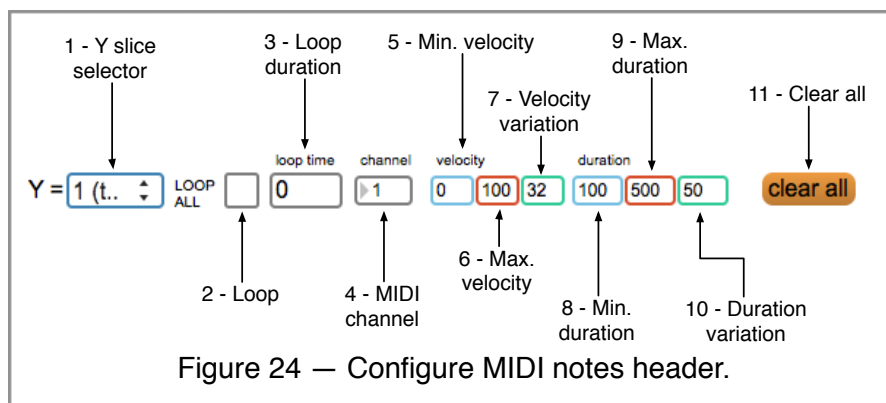 1 - Y slice
selector
3 - Loop
duration
5 - Min. velocity
7 - Velocity
variation
9 - Max.
duration
11 - Clear all
loop time
channel
velocity
duration
Y =
1 (t..
LOOP
ALL
0
1
0
100
32
100
500
50
clear all
2 - Loop
4 - MIDI
channel
6 - Max.
velocity
8 - Min.
duration
10 - Duration
variation
Figure 24 — Configure MIDI notes header.